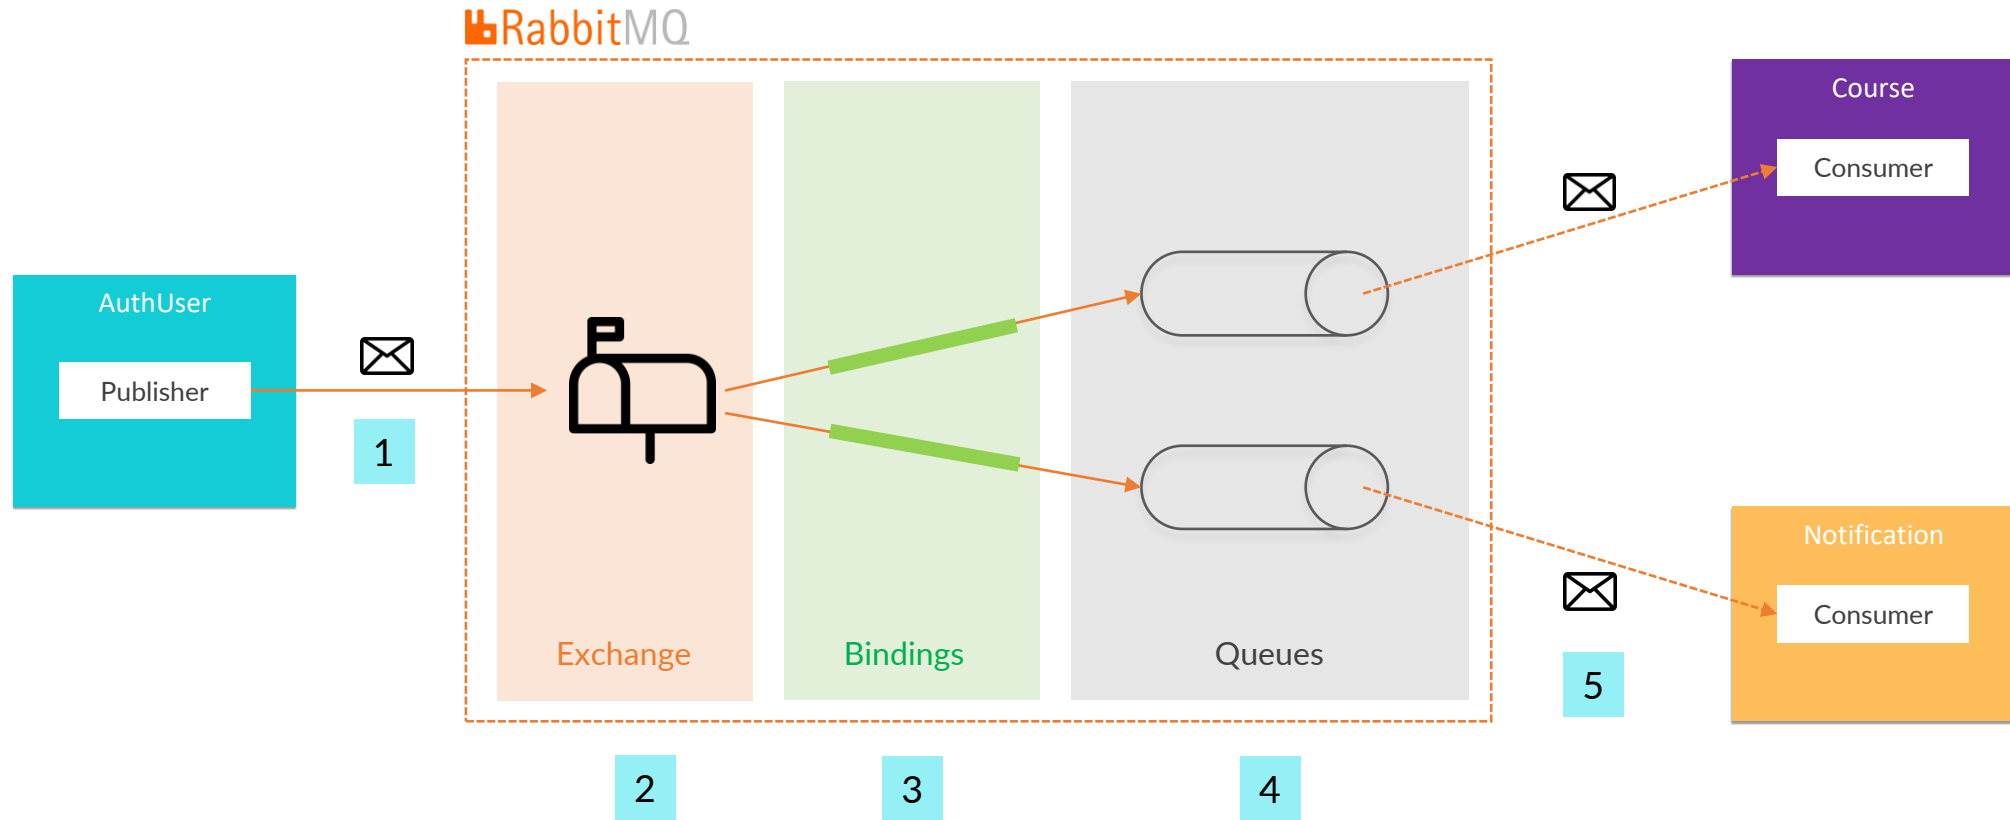 RabbitMQ
Course
Consumer
AuthUser
Publisher
1
Exchange
Bindings
Queues
Notification
Consumer
5
2
3
4